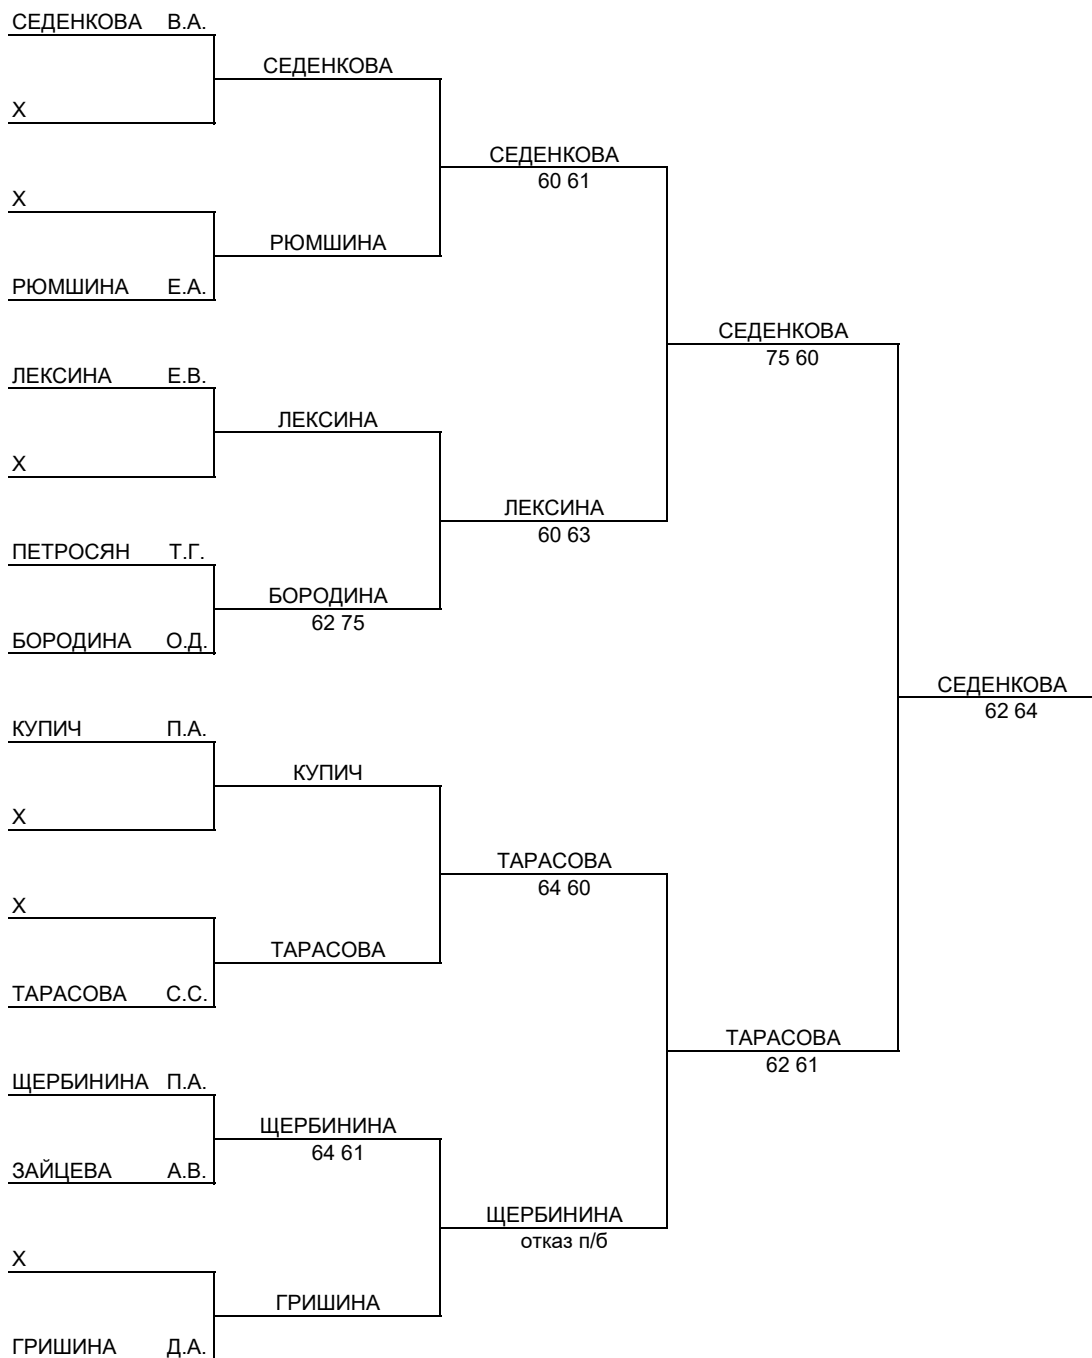 СЕДЕНКОВА В.А.
СЕДЕНКОВА
Х
СЕДЕНКОВА
60 61
Х
РЮМШИНА
РЮМШИНА Е.А.
СЕДЕНКОВА
75 60
ЛЕКСИНА Е.В.
ЛЕКСИНА
Х
ЛЕКСИНА
60 63
ПЕТРОСЯН Т.Г.
БОРОДИНА
62 75
БОРОДИНА О.Д.
СЕДЕНКОВА
62 64
КУПИЧ П.А.
КУПИЧ
Х
ТАРАСОВА
64 60
Х
ТАРАСОВА
ТАРАСОВА С.С.
ТАРАСОВА
62 61
ЩЕРБИНИНА П.А.
ЩЕРБИНИНА
64 61
ЗАЙЦЕВА А.В.
ЩЕРБИНИНА
отказ п/б
Х
ГРИШИНА
ГРИШИНА Д.А.